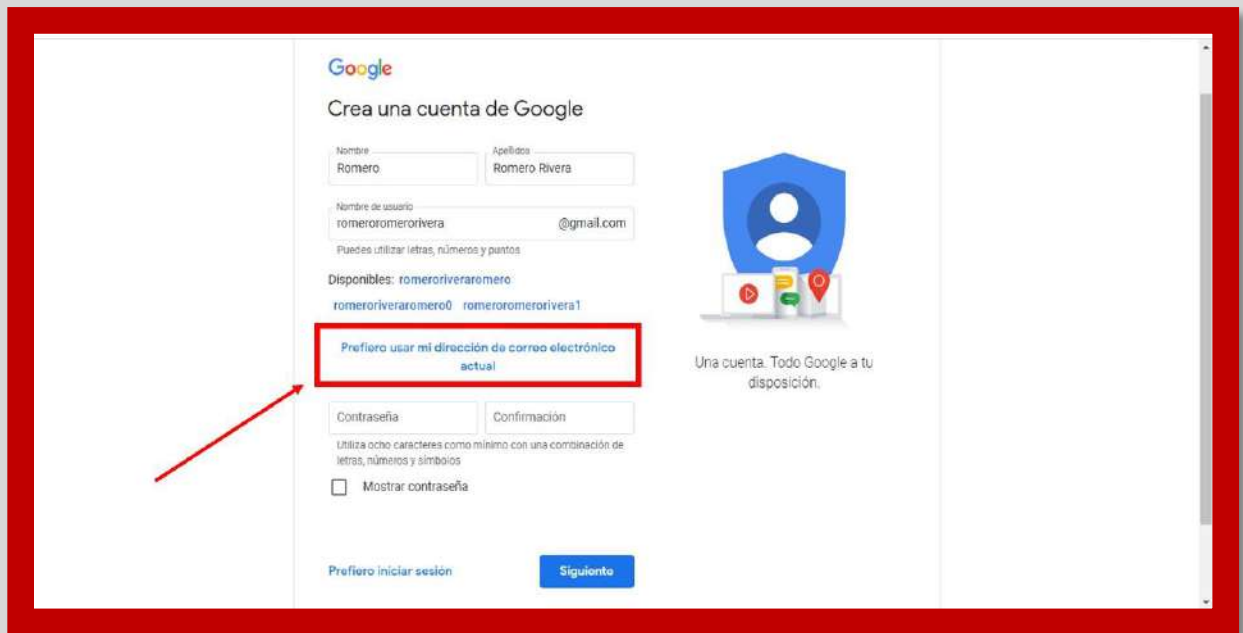 Google
Crea una cuenta de Google
Nombre
Apellidos
Romero
Romero Rivera
Nombre de usuario
romeroromerorivera
@gmail.com
Puedes utilizar letras, números y puntos
Disponibles: romeroriveraromero
romeroriveraromero0 romeroromerorivera1
Prefiero usar mi dirección de correo electrónico
actual
Una cuenta. Todo Google a tu
disposición.
Contraseña
Confirmación
Utiliza ocho caracteres como mínimo con una combinación de
letras, números y símbolos
Mostrar contraseña
Prefiero iniciar sesión
Siguiente